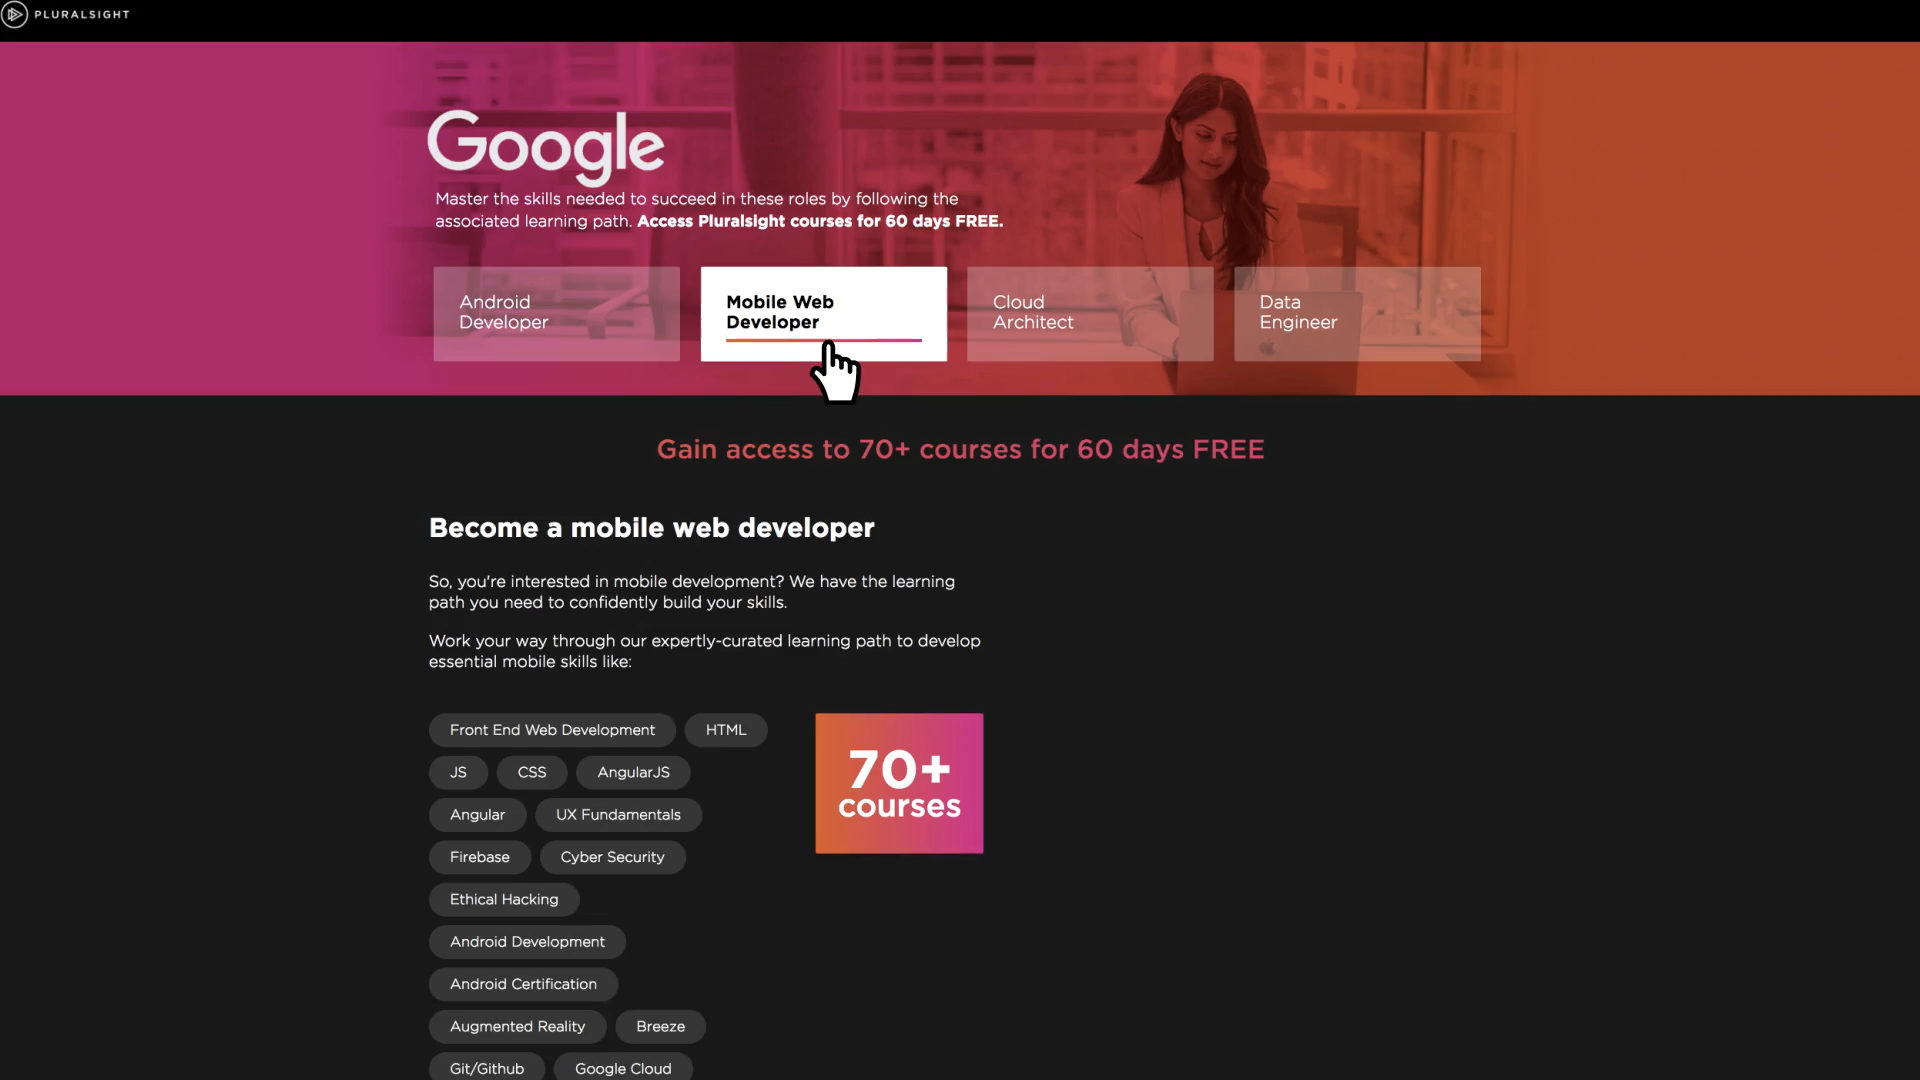 PLURALSIGHT
Google
Master the skills needed to succeed in these roles by following the
associated learning path. Access Pluralsight courses for 60 days FREE.
Android
Developer
Mobile Web
Developer
Cloud
Architect
Data
Engineer
Gain access to 70+ courses for 60 days FREE
Become a mobile web developer
So, you're interested in mobile development? We have the learning
path you need to confidently build your skills.
Work your way through our expertly-curated learning path to develop
essential mobile skills like:
Front End Web Development HTML
JS CSS AngularJS
Angular UX Fundamentals
Firebase Cyber Security
Ethical Hacking
Android Development
Android Certification
Augmented Reality Breeze
Git/Github Google Cloud
70+
courses